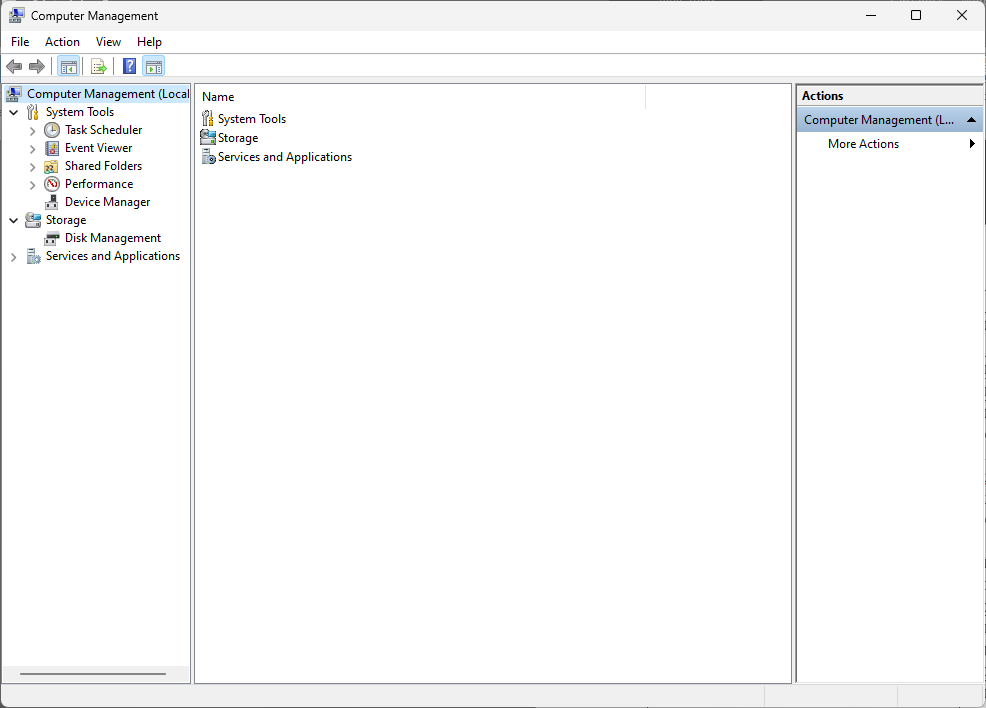 Computer Management
File Action View Help
Computer Management (Local
System Tools
Task Scheduler
Event Viewer
Shared Folders
Performance
Device Manager
Storage
Disk Management
Services and Applications
Name
System Tools
Storage
Services and Applications
Actions
Computer Management (L...
More Actions